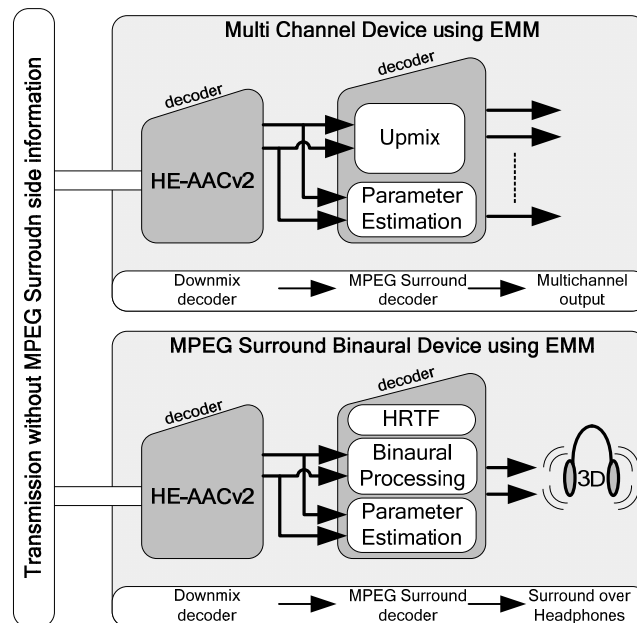 Transmission without MPEG Surroudn side information
Multi Channel Device using EMM
decoder
HE-AACv2
decoder
Upmix
Parameter
Estimation
Downmix
decoder
MPEG Surround
decoder
Multichannel
output
MPEG Surround Binaural Device using EMM
decoder
HE-AACv2
decoder
HRTF
Binaural
Processing
Parameter
Estimation
3D
Downmix
decoder
MPEG Surround
decoder
Surround over
Headphones